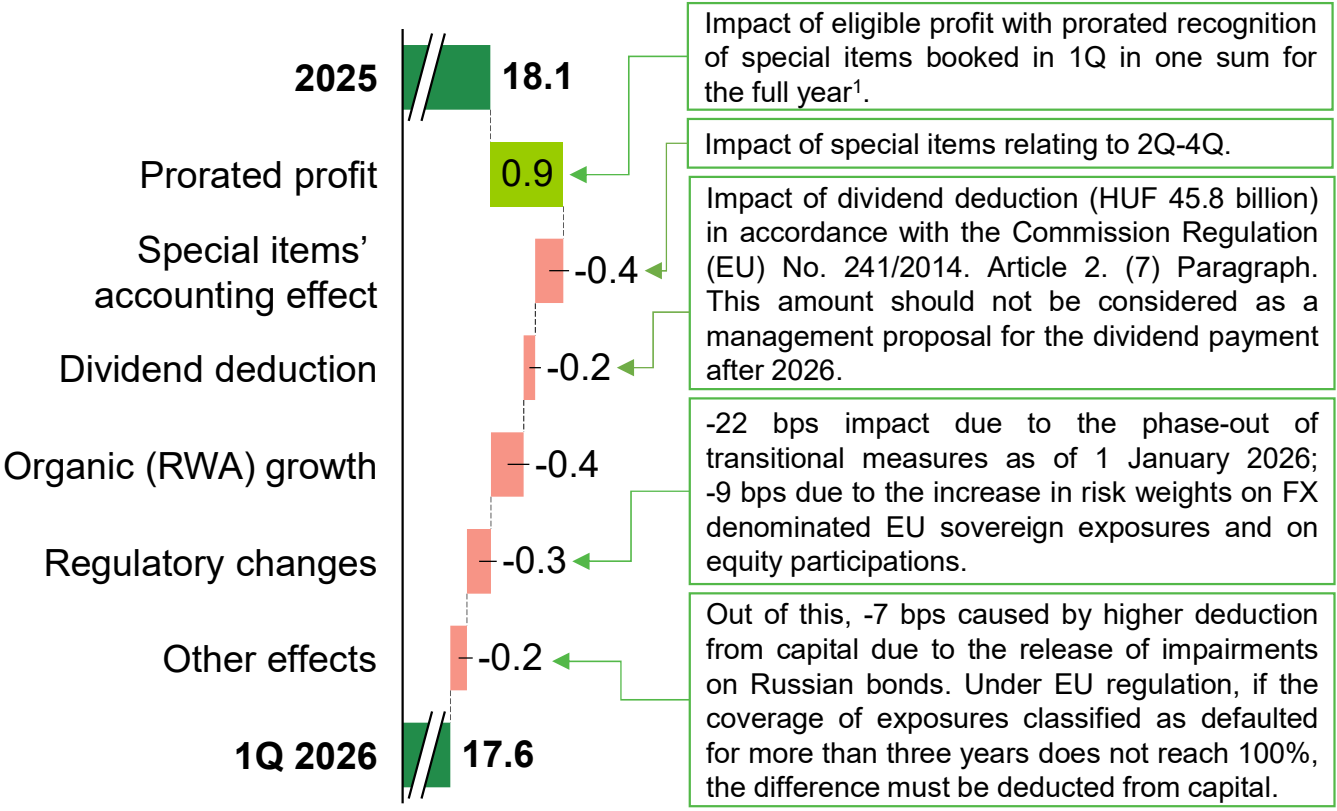 2025
18.1
Impact of eligible profit with prorated recognition
of special items booked in 1Q in one sum for
the full year¹.
Prorated profit
0.9
Impact of special items relating to 2Q-4Q.
Special items’
accounting effect
-0.4
Impact of dividend deduction (HUF 45.8 billion)
in accordance with the Commission Regulation
(EU) No. 241/2014. Article 2. (7) Paragraph.
This amount should not be considered as a
management proposal for the dividend payment
after 2026.
Dividend deduction
-0.2
Organic (RWA) growth
-0.4
-22 bps impact due to the phase-out of
transitional measures as of 1 January 2026;
-9 bps due to the increase in risk weights on FX
denominated EU sovereign exposures and on
equity participations.
Regulatory changes
-0.3
Other effects
-0.2
Out of this, -7 bps caused by higher deduction
from capital due to the release of impairments
on Russian bonds. Under EU regulation, if the
coverage of exposures classified as defaulted
for more than three years does not reach 100%,
the difference must be deducted from capital.
1Q 2026
17.6